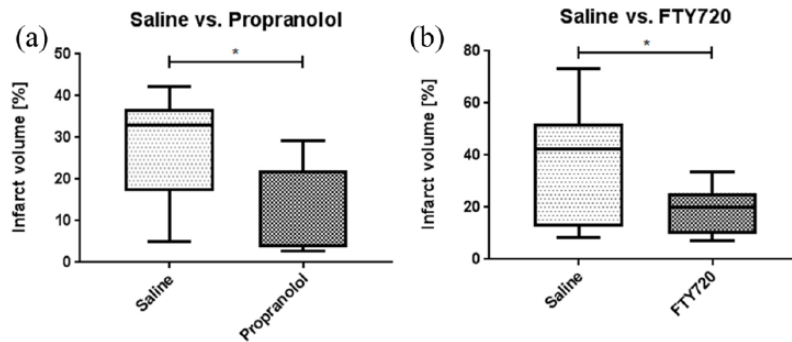 (a)
Saline vs. Propranolol
*
50
40
30
20
10
0
Infarct volume [%]
Saline
Propranolol
(b)
Saline vs. FTY720
*
80
60
40
20
0
Infarct volume [%]
Saline
FTY720